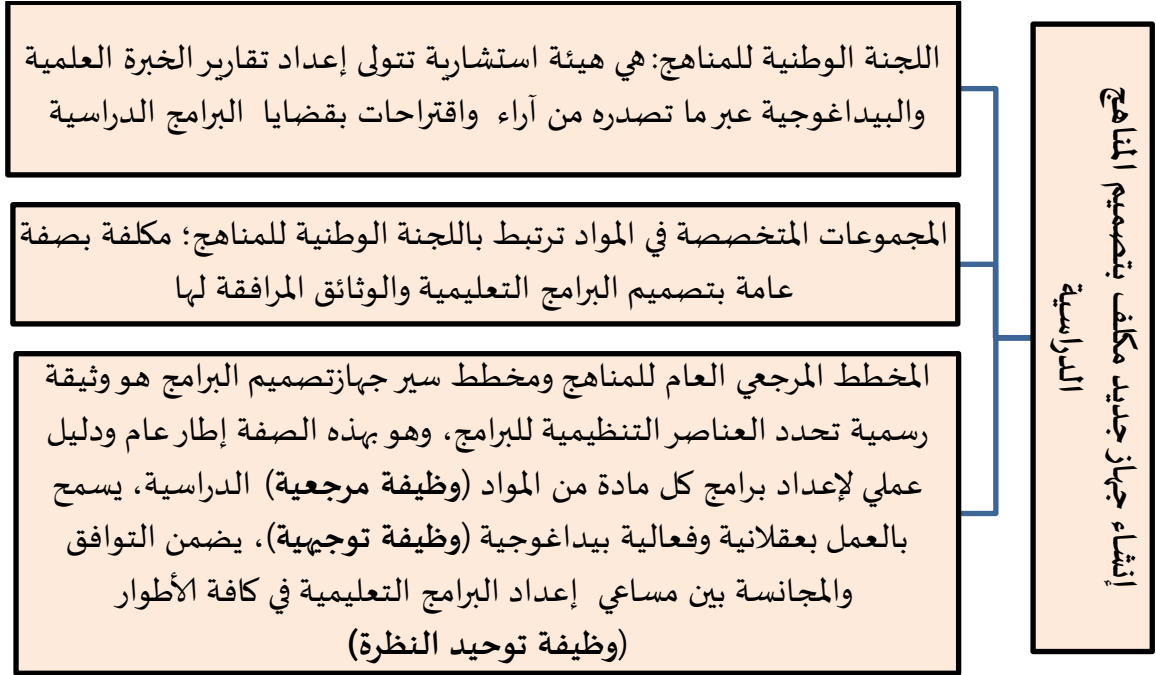 إنشاء جهاز جديد مكلف بتصميم المناهج
الدراسية
اللجنة الوطنية للمناهج: هي هيئة استشارية تتولى إعداد تقارير الخبرة العلمية
والبيداغوجية عبر ما تصدره من آراء واقتراحات بقضايا البرامج الدراسية
المجموعات المتخصصة في المواد ترتبط باللجنة الوطنية للمناهج؛ مكلفة بصفة
عامة بتصميم البرامج التعليمية والوثائق المرافقة لها
المخطط المرجعي العام للمناهج ومخطط سير جهازتصميم البرامج هو وثيقة
رسمية تحدد العناصر التنظيمية للبرامج، وهو بهذه الصفة إطار عام ودليل
عملي لإعداد برامج كل مادة من المواد (وظيفة مرجعية) الدراسية، يسمح
بالعمل بعقلانية وفعالية بيداغوجية (وظيفة توجيهية)، يضمن التوافق
والمجانسة بين مساعي إعداد البرامج التعليمية في كافة الأطوار
(وظيفة توحيد النظرة)